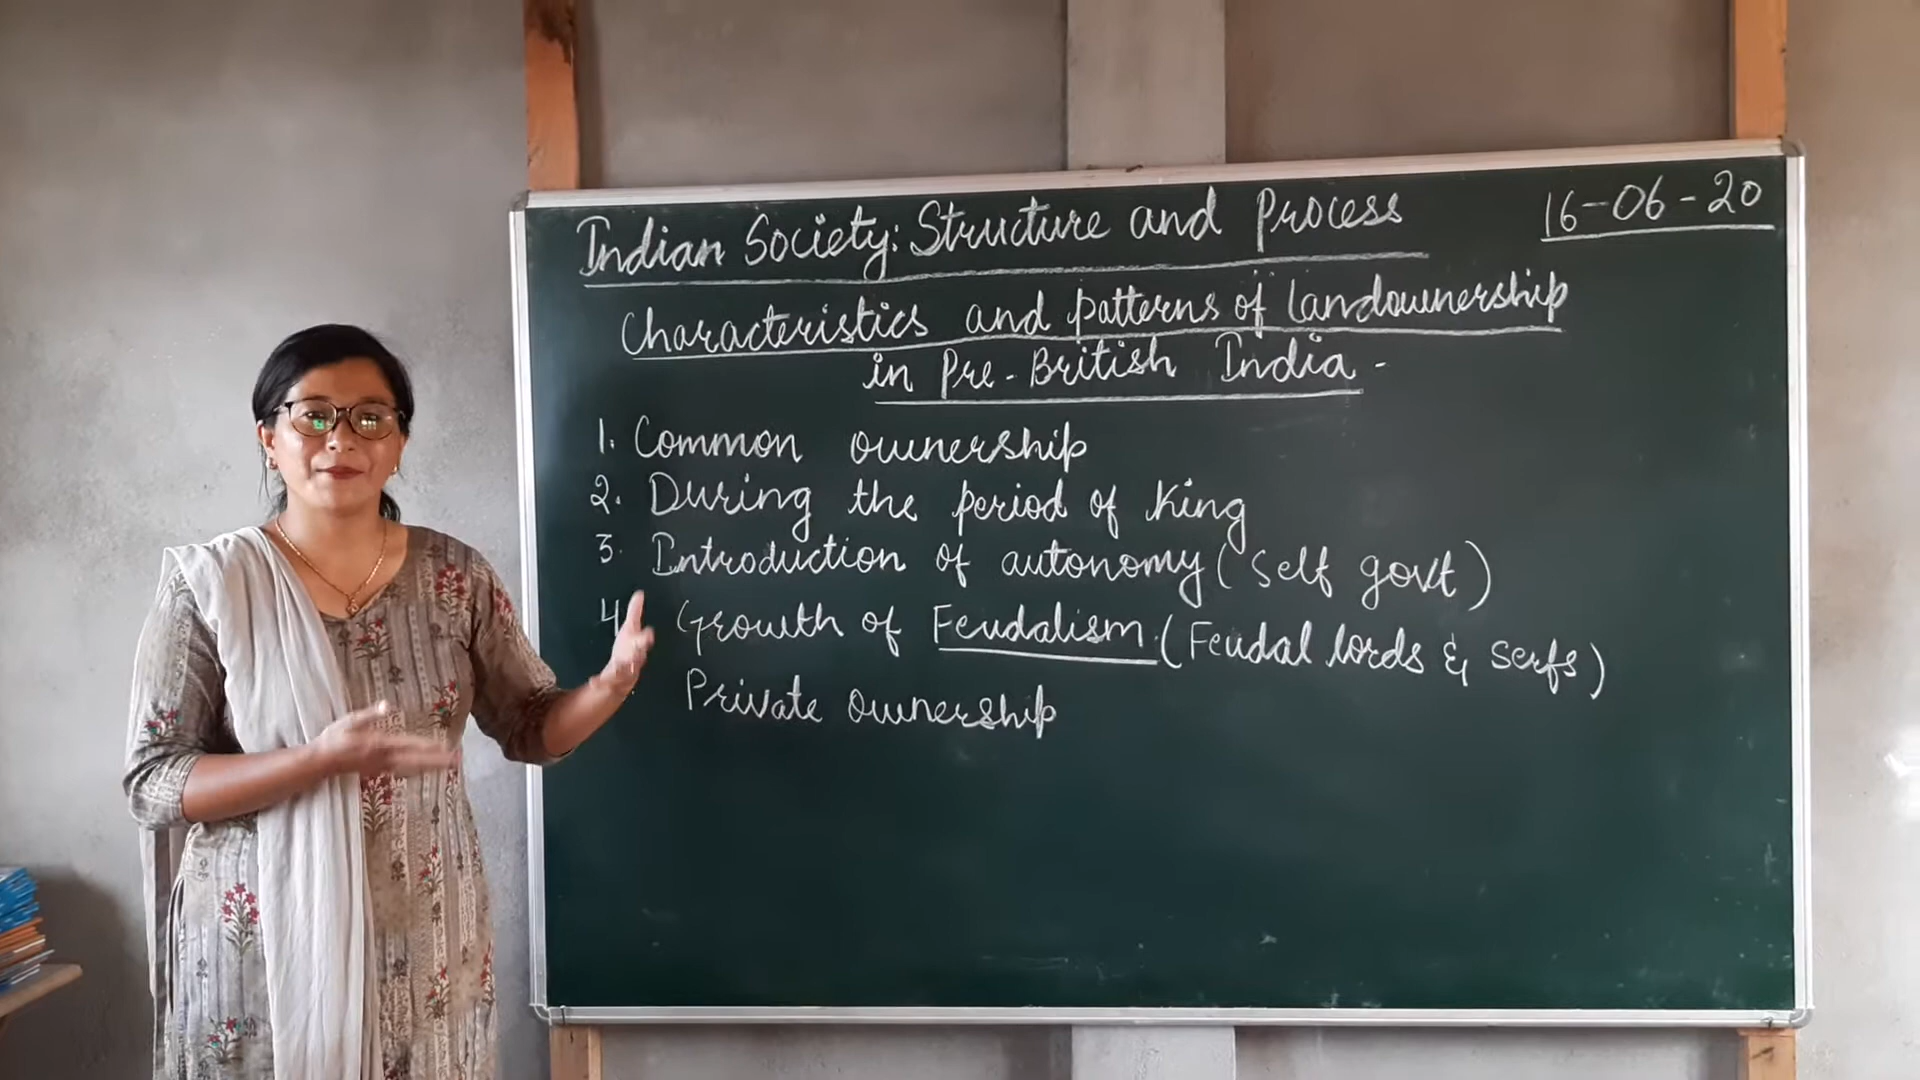 Indian Society: Structure and Process
16-06-20
Characteristics and patterns of landownership
in Pre-British India -
1. Common ownership
2. During the period of King
3. Introduction of autonomy (Self govt)
4 Growth of Feudalism (Feudal lords & serfs)
Private ownership